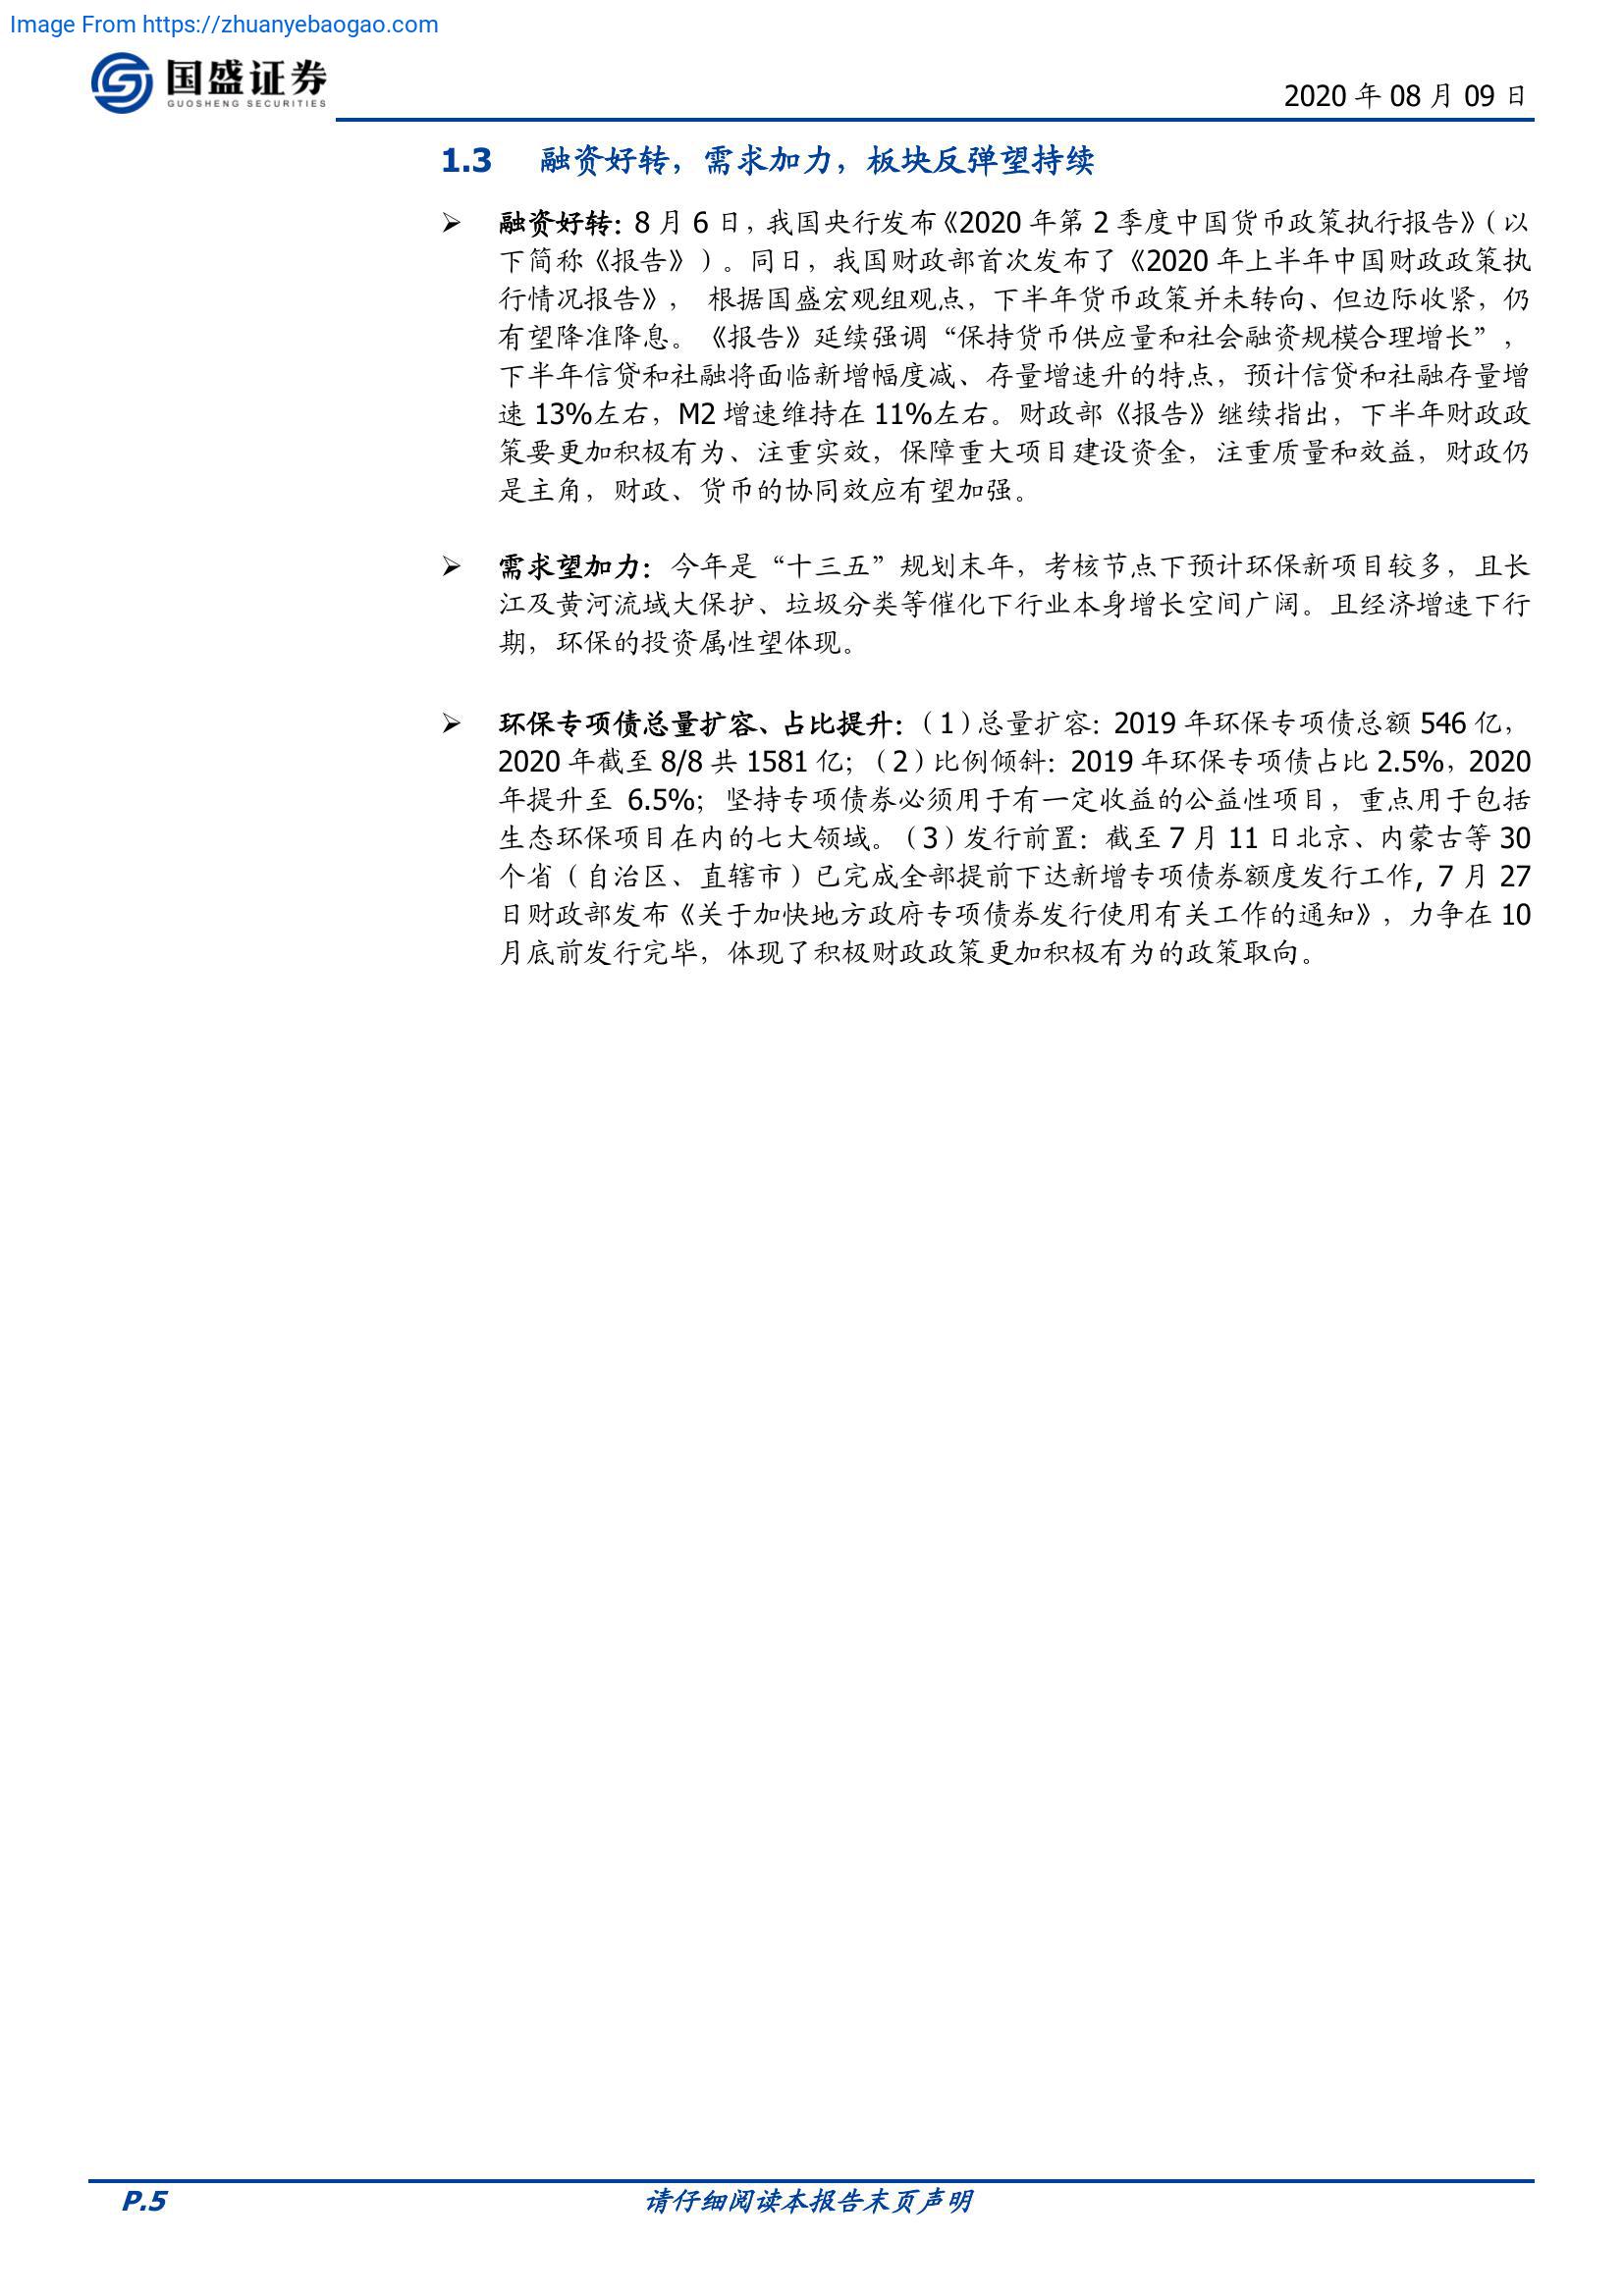 Image From https://zhuanyebaogao.com
国盛证券
GUOSHENG SECURITIES
2020 年 08 月 09 日
1.3 融资好转，需求加力，板块反弹望持续
➢ 融资好转：8 月 6 日，我国央行发布《2020 年第 2 季度中国货币政策执行报告》（以
下简称《报告》）。同日，我国财政部首次发布了《2020 年上半年中国财政政策执
行情况报告》， 根据国盛宏观组观点，下半年货币政策并未转向、但边际收紧，仍
有望降准降息。《报告》延续强调“保持货币供应量和社会融资规模合理增长”，
下半年信贷和社融将面临新增幅度减、存量增速升的特点，预计信贷和社融存量增
速 13%左右，M2 增速维持在 11%左右。财政部《报告》继续指出，下半年财政政
策要更加积极有为、注重实效，保障重大项目建设资金，注重质量和效益，财政仍
是主角，财政、货币的协同效应有望加强。
➢ 需求望加力：今年是“十三五”规划末年，考核节点下预计环保新项目较多，且长
江及黄河流域大保护、垃圾分类等催化下行业本身增长空间广阔。且经济增速下行
期，环保的投资属性望体现。
➢ 环保专项债总量扩容、占比提升：（1）总量扩容：2019 年环保专项债总额 546 亿，
2020 年截至 8/8 共 1581 亿；（2）比例倾斜：2019 年环保专项债占比 2.5%，2020
年提升至 6.5%；坚持专项债券必须用于有一定收益的公益性项目，重点用于包括
生态环保项目在内的七大领域。（3）发行前置：截至 7 月 11 日北京、内蒙古等 30
个省（自治区、直辖市）已完成全部提前下达新增专项债券额度发行工作, 7 月 27
日财政部发布《关于加快地方政府专项债券发行使用有关工作的通知》，力争在 10
月底前发行完毕，体现了积极财政政策更加积极有为的政策取向。
P.5 请仔细阅读本报告末页声明